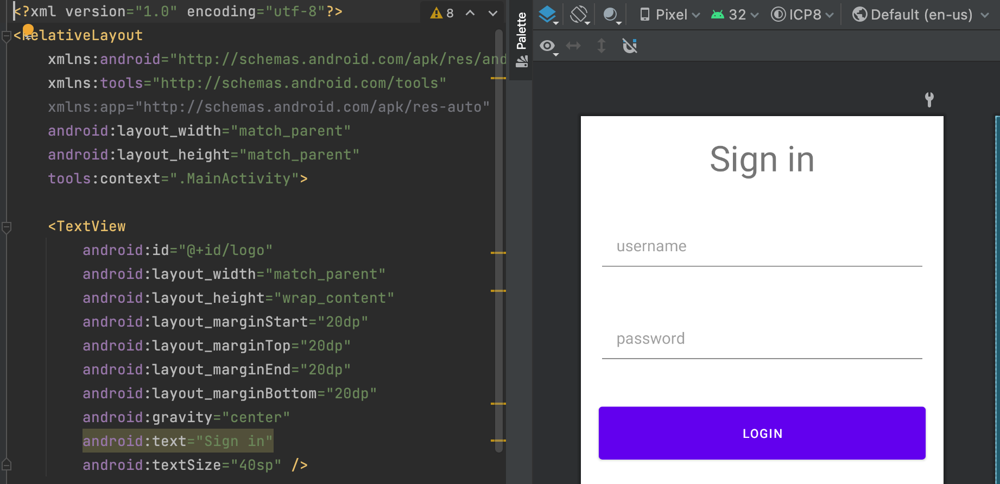 <?xml version="1.0" encoding="utf-8"?>
8
<RelativeLayout
xmlns:android="http://schemas.android.com/apk/res/and
xmlns:tools="http://schemas.android.com/tools"
xmlns:app="http://schemas.android.com/apk/res-auto"
android:layout_width="match_parent"
android:layout_height="match_parent"
tools:context=".MainActivity">
<TextView
android:id="@+id/logo"
android:layout_width="match_parent"
android:layout_height="wrap_content"
android:layout_marginStart="20dp"
android:layout_marginTop="20dp"
android:layout_marginEnd="20dp"
android:layout_marginBottom="20dp"
android:gravity="center"
android:text="Sign in"
android:textSize="40sp" />
Palette
Pixel 32 ICP8 Default (en-us)
Sign in
username
password
LOGIN